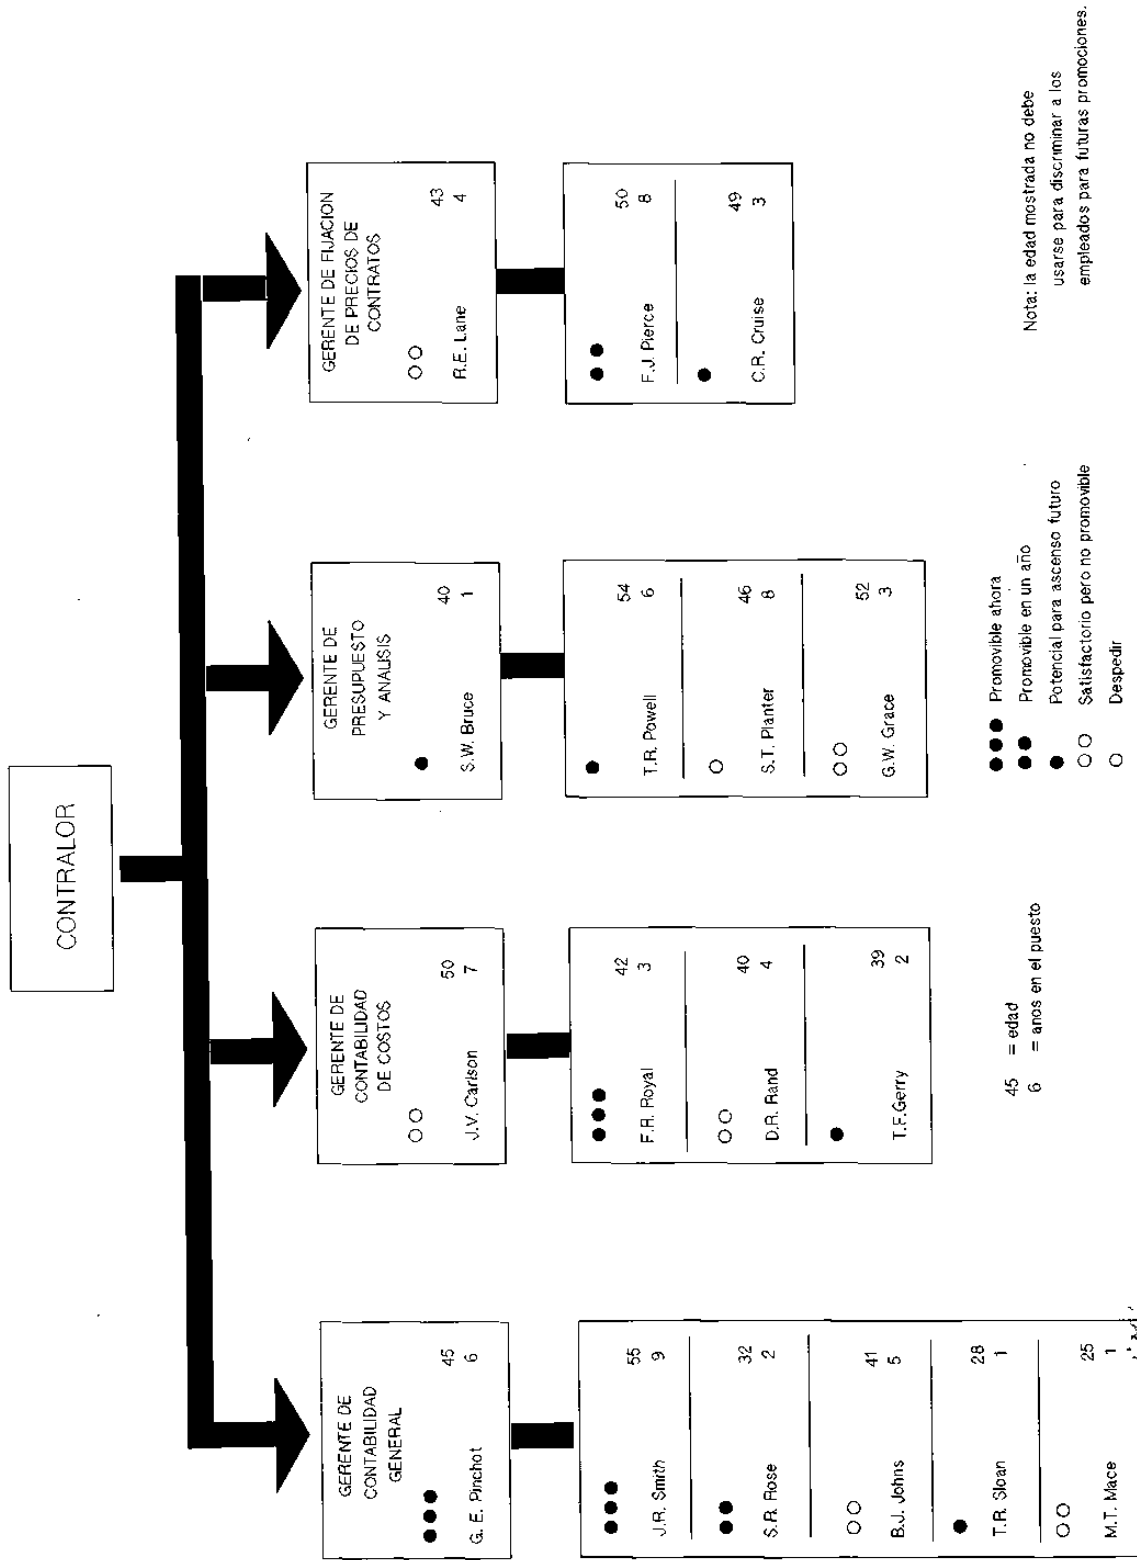 CONTRALOR
GERENTE DE
CONTABILIDAD
GENERAL
●●●
G. E. Pinchot 45
6
●●●
J.R. Smith 55
9
●●
S.R. Rose 32
2
○○
B.J. Johns 41
5
●
T.R. Sloan 28
1
○○
M.T. Mace 25
1
GERENTE DE
CONTABILIDAD
DE COSTOS
○○
J.V. Carlson 50
7
●●●
F.R. Royal 42
3
○○
D.R. Rand 40
4
●
T.F.Gerry 39
2
GERENTE DE
PRESUPUESTO
Y ANALISIS
●
S.W. Bruce 40
1
●
T.R. Powell 54
6
○
S.T. Planter 46
8
○○
G.W. Grace 52
3
GERENTE DE FIJACION
DE PRECIOS DE
CONTRATOS
○○
R.E. Lane 43
4
●●
F.J. Pierce 50
8
●
C.R. Cruise 49
3
45 = edad
6 = anos en el puesto
●●● Promovible ahora
●● Promovible en un año
● Potencial para ascenso futuro
○○ Satisfactorio pero no promovible
○ Despedir
Nota: la edad mostrada no debe
usarse para discriminar a los
empleados para futuras promociones.